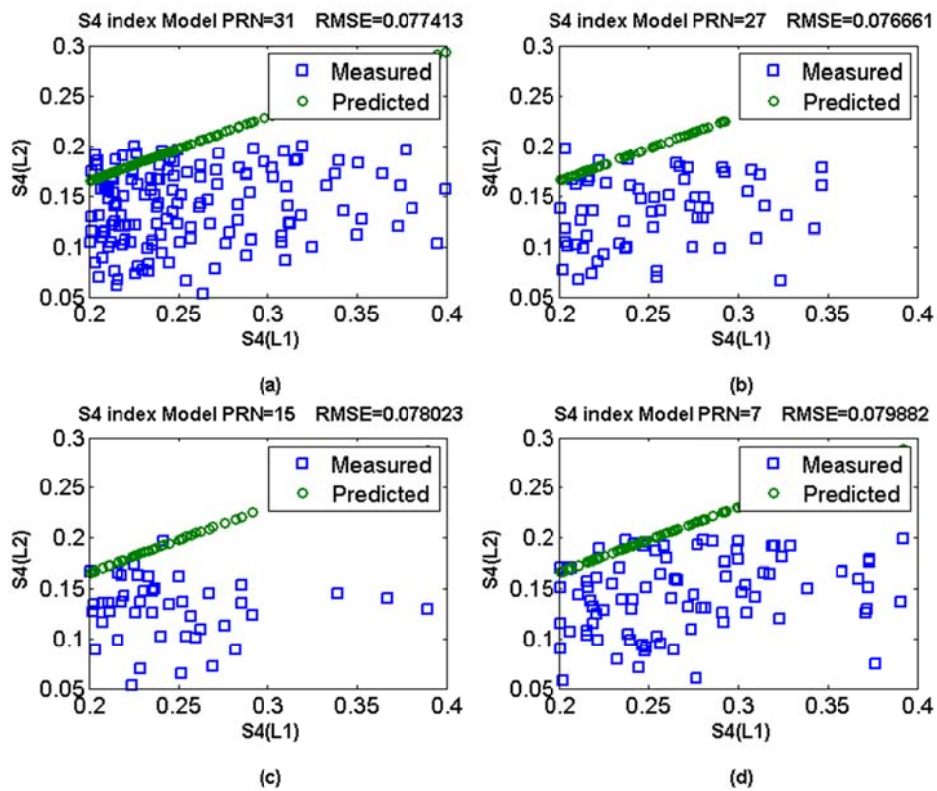 S4 index Model PRN=31 RMSE=0.077413
S4 index Model PRN=27 RMSE=0.076661
0.3
0.25
0.2
0.15
0.1
0.05
S4(L2)
Measured
Predicted
0.2 0.25 0.3 0.35 0.4
S4(L1)
(a)
0.3
0.25
0.2
0.15
0.1
0.05
S4(L2)
Measured
Predicted
0.2 0.25 0.3 0.35 0.4
S4(L1)
(b)
S4 index Model PRN=15 RMSE=0.078023
S4 index Model PRN=7 RMSE=0.079882
0.3
0.25
0.2
0.15
0.1
0.05
S4(L2)
Measured
Predicted
0.2 0.25 0.3 0.35 0.4
S4(L1)
(c)
0.3
0.25
0.2
0.15
0.1
0.05
S4(L2)
Measured
Predicted
0.2 0.25 0.3 0.35 0.4
S4(L1)
(d)